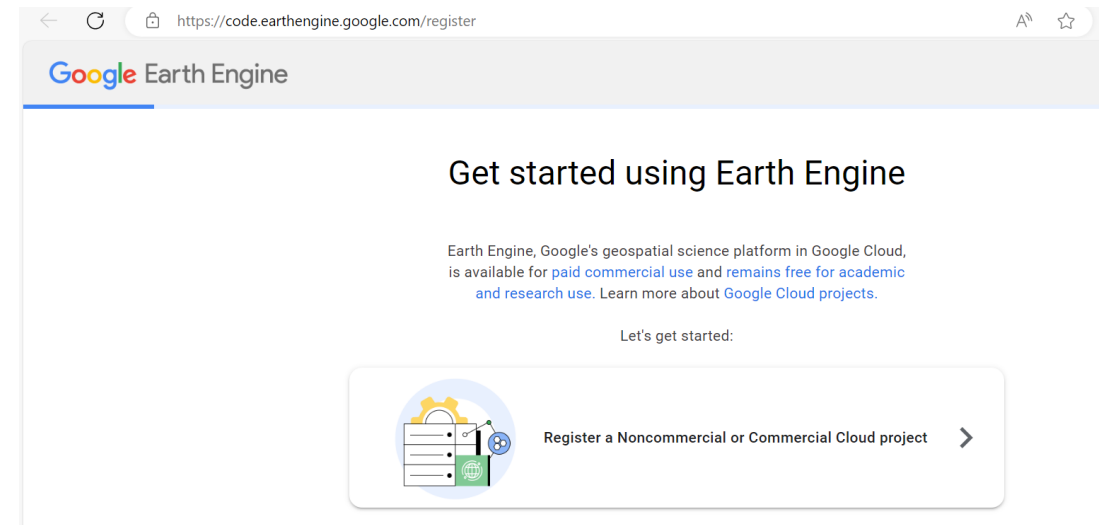 https://code.earthengine.google.com/register
A
Google Earth Engine
Get started using Earth Engine
Earth Engine, Google's geospatial science platform in Google Cloud,
is available for paid commercial use and remains free for academic
and research use. Learn more about Google Cloud projects.
Let's get started:
Register a Noncommercial or Commercial Cloud project